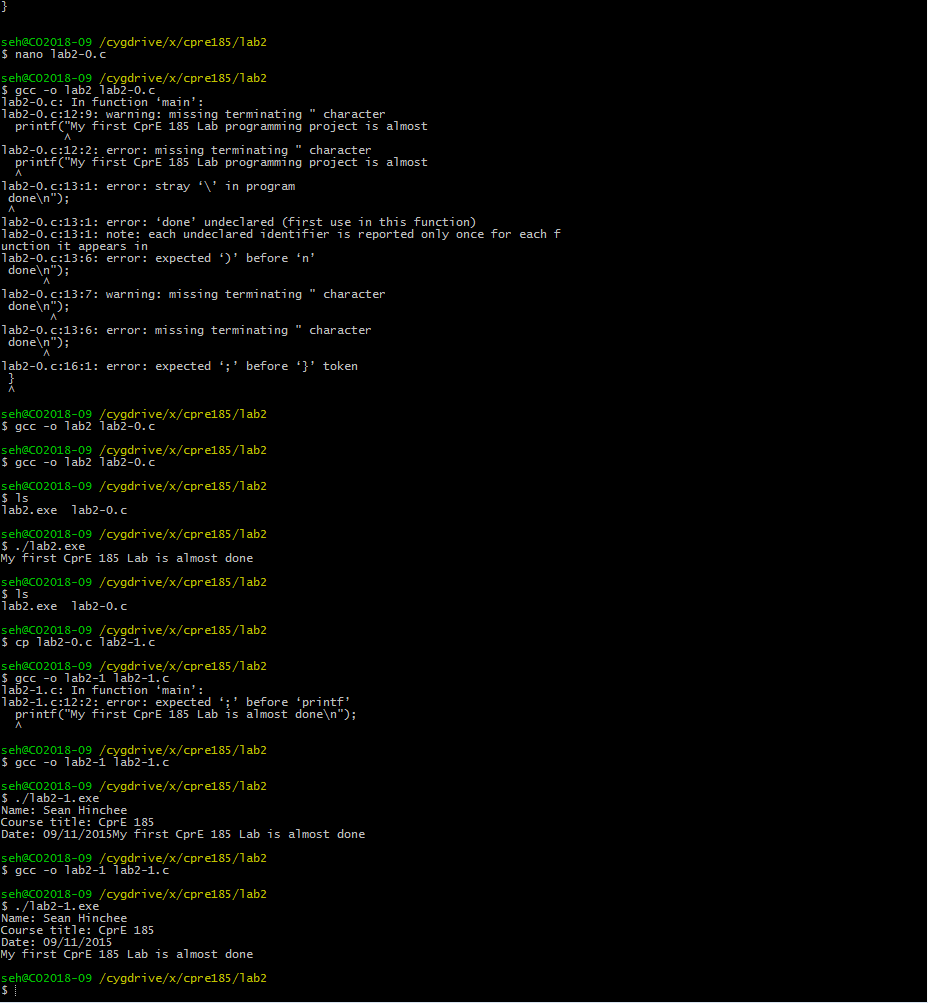 }
seh@CO2018-09 /cygdrive/x/cpre185/lab2
$ nano lab2-0.c
seh@CO2018-09 /cygdrive/x/cpre185/lab2
$ gcc -o lab2 lab2-0.c
lab2-0.c: In function ‘main’:
lab2-0.c:12:9: warning: missing terminating " character
  printf("My first CprE 185 Lab programming project is almost
         ^
lab2-0.c:12:2: error: missing terminating " character
  printf("My first CprE 185 Lab programming project is almost
  ^
lab2-0.c:13:1: error: stray ‘\’ in program
 done\n");
 ^
lab2-0.c:13:1: error: ‘done’ undeclared (first use in this function)
lab2-0.c:13:1: note: each undeclared identifier is reported only once for each f
unction it appears in
lab2-0.c:13:6: error: expected ‘)’ before ‘n’
 done\n");
      ^
lab2-0.c:13:7: warning: missing terminating " character
 done\n");
       ^
lab2-0.c:13:6: error: missing terminating " character
 done\n");
      ^
lab2-0.c:16:1: error: expected ‘;’ before ‘}’ token
 }
 ^
seh@CO2018-09 /cygdrive/x/cpre185/lab2
$ gcc -o lab2 lab2-0.c
seh@CO2018-09 /cygdrive/x/cpre185/lab2
$ gcc -o lab2 lab2-0.c
seh@CO2018-09 /cygdrive/x/cpre185/lab2
$ ls
lab2.exe  lab2-0.c
seh@CO2018-09 /cygdrive/x/cpre185/lab2
$ ./lab2.exe
My first CprE 185 Lab is almost done
seh@CO2018-09 /cygdrive/x/cpre185/lab2
$ ls
lab2.exe  lab2-0.c
seh@CO2018-09 /cygdrive/x/cpre185/lab2
$ cp lab2-0.c lab2-1.c
seh@CO2018-09 /cygdrive/x/cpre185/lab2
$ gcc -o lab2-1 lab2-1.c
lab2-1.c: In function ‘main’:
lab2-1.c:12:2: error: expected ‘;’ before ‘printf’
  printf("My first CprE 185 Lab is almost done\n");
  ^
seh@CO2018-09 /cygdrive/x/cpre185/lab2
$ gcc -o lab2-1 lab2-1.c
seh@CO2018-09 /cygdrive/x/cpre185/lab2
$ ./lab2-1.exe
Name: Sean Hinchee
Course title: CprE 185
Date: 09/11/2015My first CprE 185 Lab is almost done
seh@CO2018-09 /cygdrive/x/cpre185/lab2
$ gcc -o lab2-1 lab2-1.c
seh@CO2018-09 /cygdrive/x/cpre185/lab2
$ ./lab2-1.exe
Name: Sean Hinchee
Course title: CprE 185
Date: 09/11/2015
My first CprE 185 Lab is almost done
seh@CO2018-09 /cygdrive/x/cpre185/lab2
$